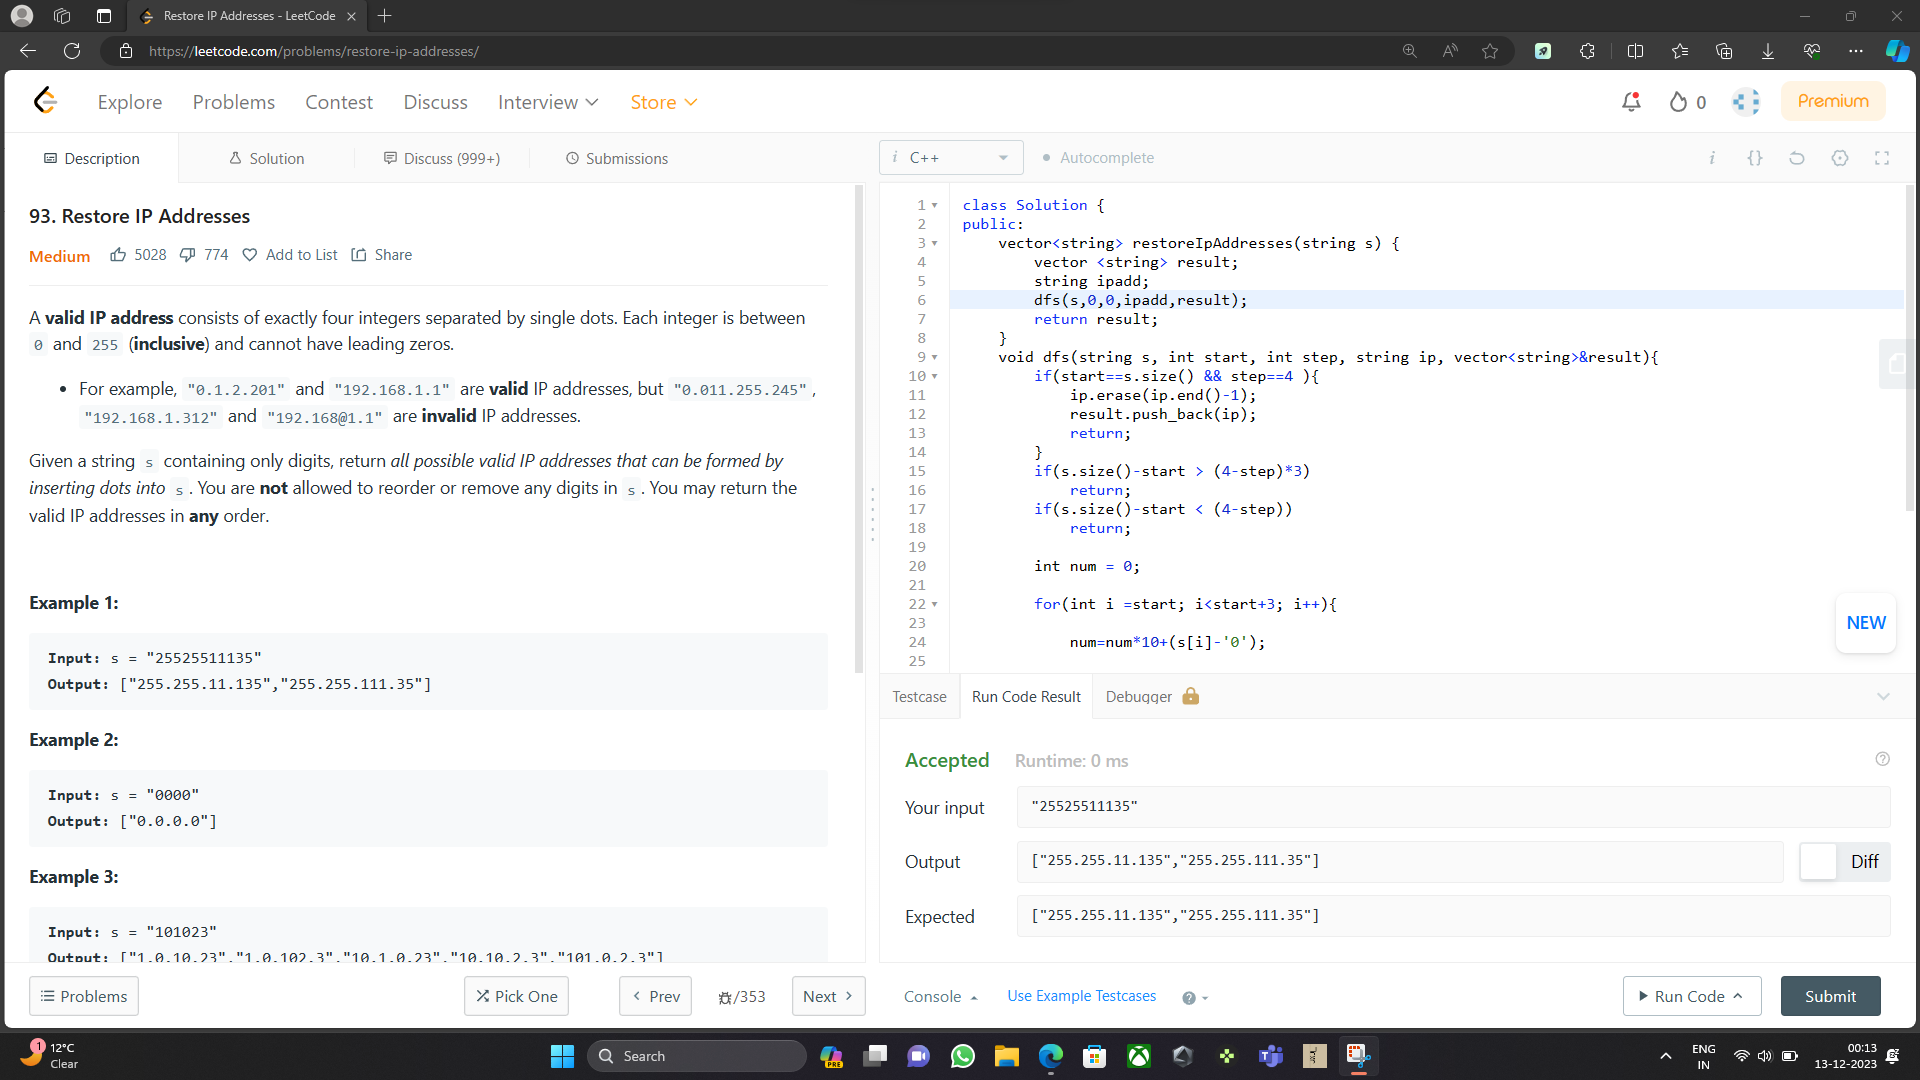 Restore IP Addresses - LeetCode
https://leetcode.com/problems/restore-ip-addresses/
Explore Problems Contest Discuss Interview Store 0 Premium
Description Solution Discuss (999+) Submissions
i C++ Autocomplete i {}
93. Restore IP Addresses
Medium 5028 774 Add to List Share
A valid IP address consists of exactly four integers separated by single dots. Each integer is between
0 and 255 (inclusive) and cannot have leading zeros.
• For example, "0.1.2.201" and "192.168.1.1" are valid IP addresses, but "0.011.255.245",
"192.168.1.312" and "192.168@1.1" are invalid IP addresses.
Given a string s containing only digits, return all possible valid IP addresses that can be formed by
inserting dots into s. You are not allowed to reorder or remove any digits in s. You may return the
valid IP addresses in any order.
Example 1:
Input: s = "25525511135"
Output: ["255.255.11.135","255.255.111.35"]
Example 2:
Input: s = "0000"
Output: ["0.0.0.0"]
Example 3:
Input: s = "101023"
Output: ["1.0.10.23","1.0.102.3","10.1.0.23","10.10.2.3","101.0.2.3"]
1 class Solution {
2 public:
3 vector<string> restoreIpAddresses(string s) {
4 vector <string> result;
5 string ipadd;
6 dfs(s,0,0,ipadd,result);
7 return result;
8 }
9 void dfs(string s, int start, int step, string ip, vector<string>&result){
10 if(start==s.size() && step==4 ){
11 ip.erase(ip.end()-1);
12 result.push_back(ip);
13 return;
14 }
15 if(s.size()-start > (4-step)*3)
16 return;
17 if(s.size()-start < (4-step))
18 return;
19
20 int num = 0;
21
22 for(int i =start; i<start+3; i++){
23
24 num=num*10+(s[i]-'0');
25
NEW
Testcase Run Code Result Debugger
Accepted Runtime: 0 ms
Your input "25525511135"
Output ["255.255.11.135","255.255.111.35"] Diff
Expected ["255.255.11.135","255.255.111.35"]
Problems Pick One Prev /353 Next Console Use Example Testcases Run Code Submit
1 12°C
Clear
Search
PRE
ENG
IN
00:13
13-12-2023